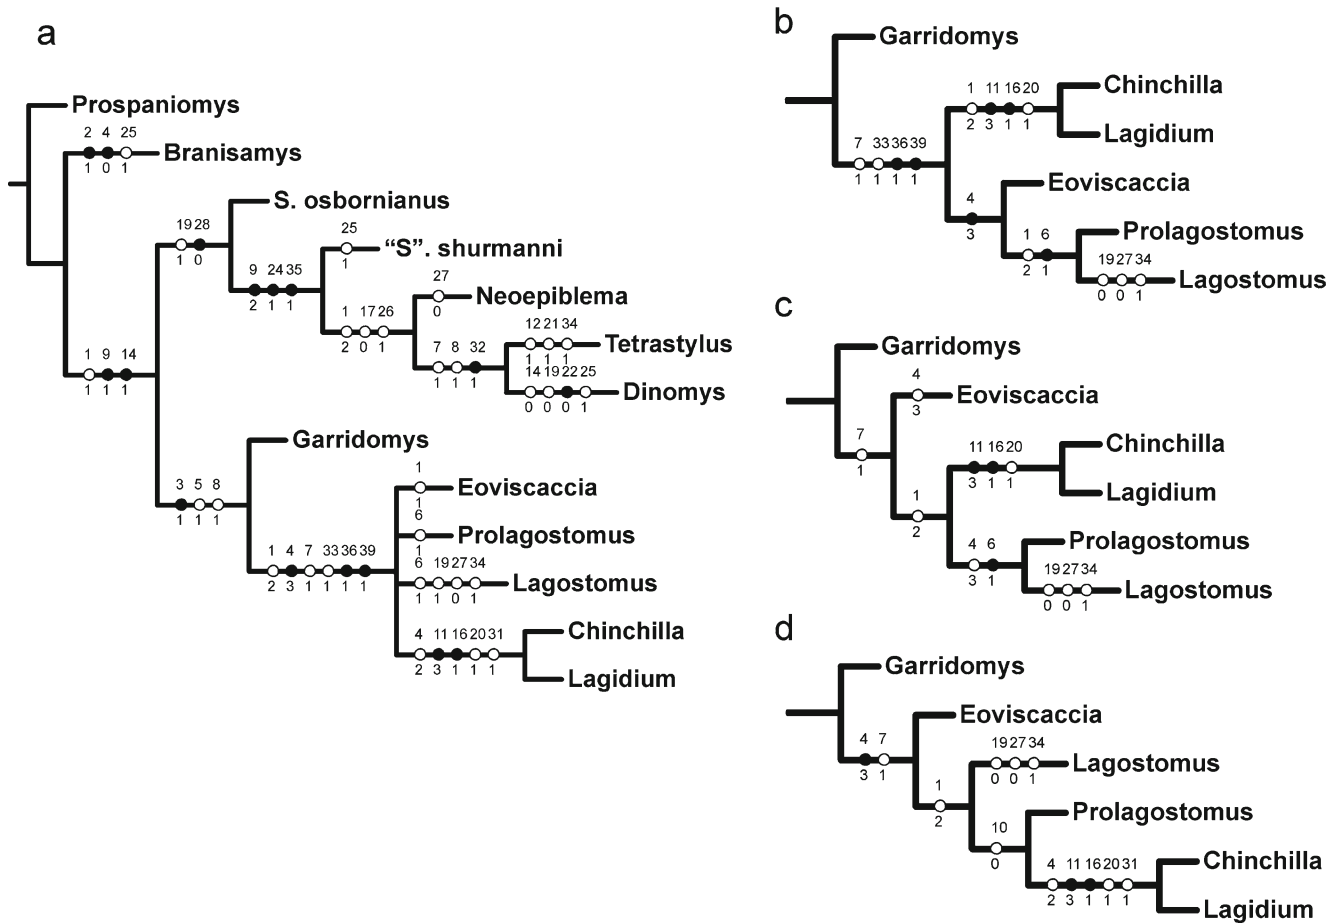 a
Prospaniomys
2 4 25
Branisamys
1 0 1
S. osbornianus
19 28
1 0
25
“S”. shurmanni
1
9 24 35
2 1 1
27
Neoepiblema
0
1 17 26
2 0 1
12 21 34
Tetrastylus
1 1 1
7 8 32
1 1 1
14 19 22 25
Dinomys
0 0 0 1
1 9 14
1 1 1
Garridomys
3 5 8
1 1 1
1
Eoviscaccia
1
6
Prolagostomus
1
6 19 27 34
Lagostomus
1 1 0 1
1 4 7 33 36 39
2 3 1 1 1 1
Chinchilla
4 11 16 20 31
2 3 1 1 1
Lagidium
b
Garridomys
1 11 16 20
Chinchilla
2 3 1 1
Lagidium
7 33 36 39
1 1 1 1
Eoviscaccia
4
3
Prolagostomus
1 6
2 1
19 27 34
Lagostomus
0 0 1
c
Garridomys
4
Eoviscaccia
3
7
1
Chinchilla
11 16 20
3 1 1
Lagidium
1
2
Prolagostomus
4 6
3 1
19 27 34
Lagostomus
0 0 1
d
Garridomys
Eoviscaccia
4 7
3 1
19 27 34
Lagostomus
0 0 1
1
2
Prolagostomus
10
0
Chinchilla
4 11 16 20 31
2 3 1 1 1
Lagidium